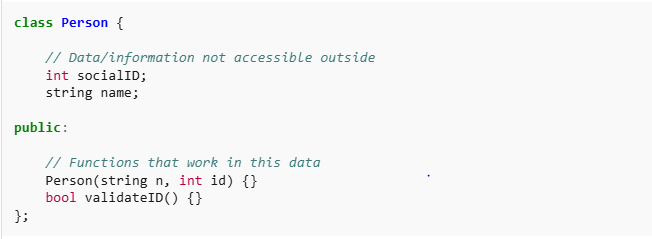 class Person {
// Data/information not accessible outside
int socialID;
string name;
public:
// Functions that work in this data
Person(string n, int id) {}
bool validateID() {}
};